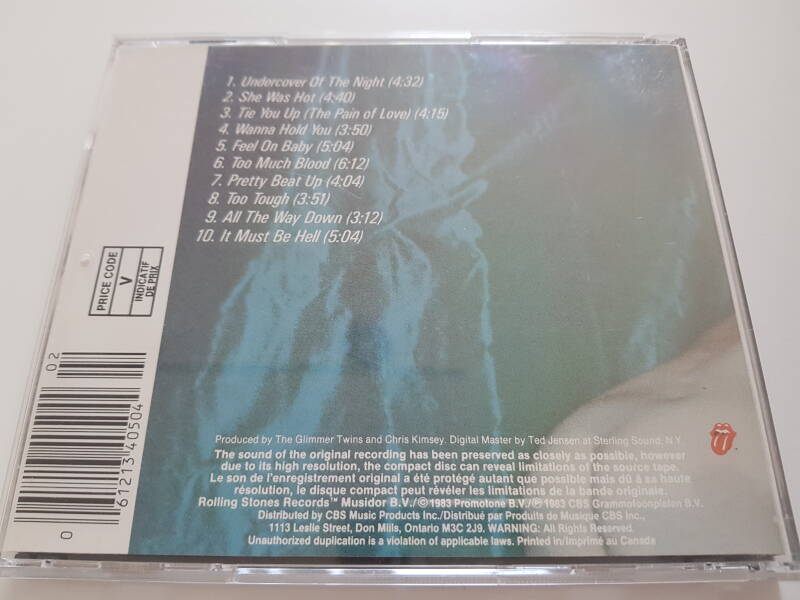 1. Undercover Of The Night (4:32)
2. She Was Hot (4:40)
3. Tie You Up (The Pain of Love) (4:15)
4. Wanna Hold You (3:50)
5. Feel On Baby (5:04)
6. Too Much Blood (6:12)
7. Pretty Beat Up (4:04)
8. Too Tough (3:51)
9. All The Way Down (3:12)
10. It Must Be Hell (5:04)
PRICE CODE
V
INDICATIF
DE PRIX
02
0 61213 40504
Produced by The Glimmer Twins and Chris Kimsey. Digital Master by Ted Jensen at Sterling Sound, N.Y.
The sound of the original recording has been preserved as closely as possible, however
due to its high resolution, the compact disc can reveal limitations of the source tape.
Le son de l'enregistrement original a été protégé autant que possible mais dû à sa haute
résolution, le disque compact peut révéler les limitations de la bande originale.
Rolling Stones Records™ Musidor B.V./©1983 Promotone B.V./℗1983 CBS Grammofoonplaten B.V.
Distributed by CBS Music Products Inc./Distribué par Produits de Musique CBS Inc.,
1113 Leslie Street, Don Mills, Ontario M3C 2J9. WARNING: All Rights Reserved.
Unauthorized duplication is a violation of applicable laws. Printed in/Imprimé au Canada